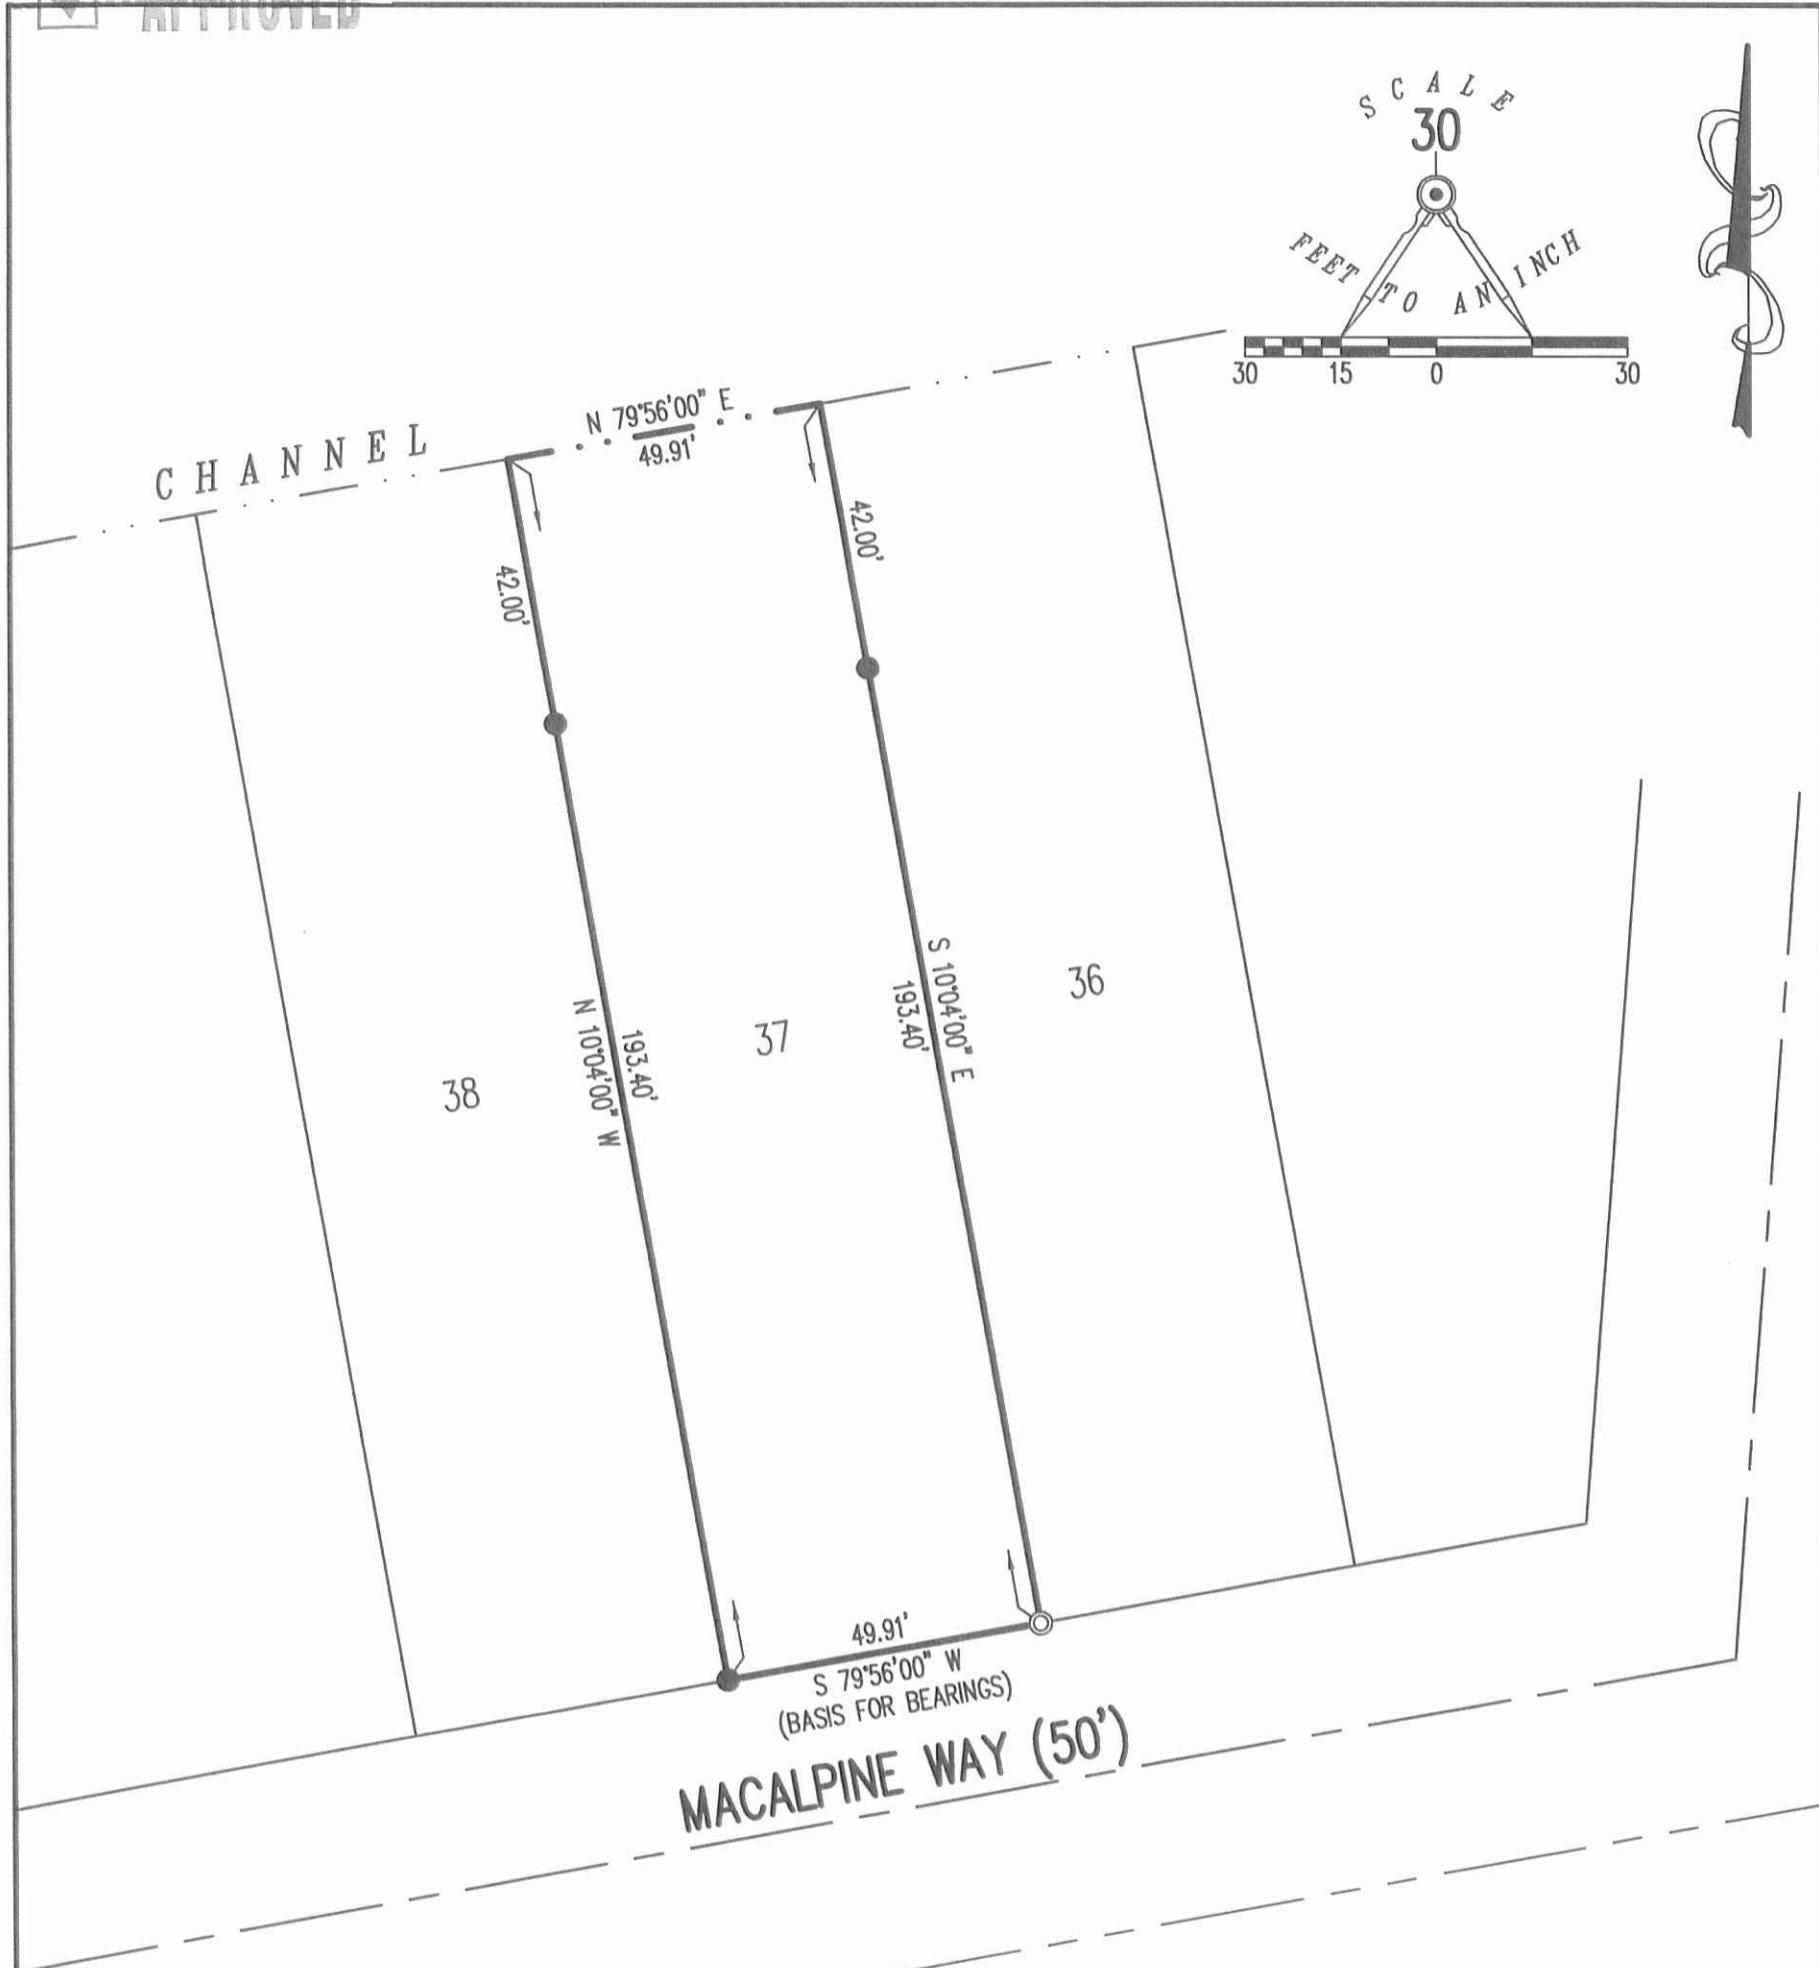 APPROVED
SCALE
30
FEET TO AN INCH
30 15 0 30
CHANNEL
N 79°56'00" E
49.91'
42.00'
42.00'
S 10°04'00" E
193.40'
36
37
193.40'
N 10°04'00" W
38
49.91'
S 79°56'00" W
(BASIS FOR BEARINGS)
MACALPINE WAY (50')